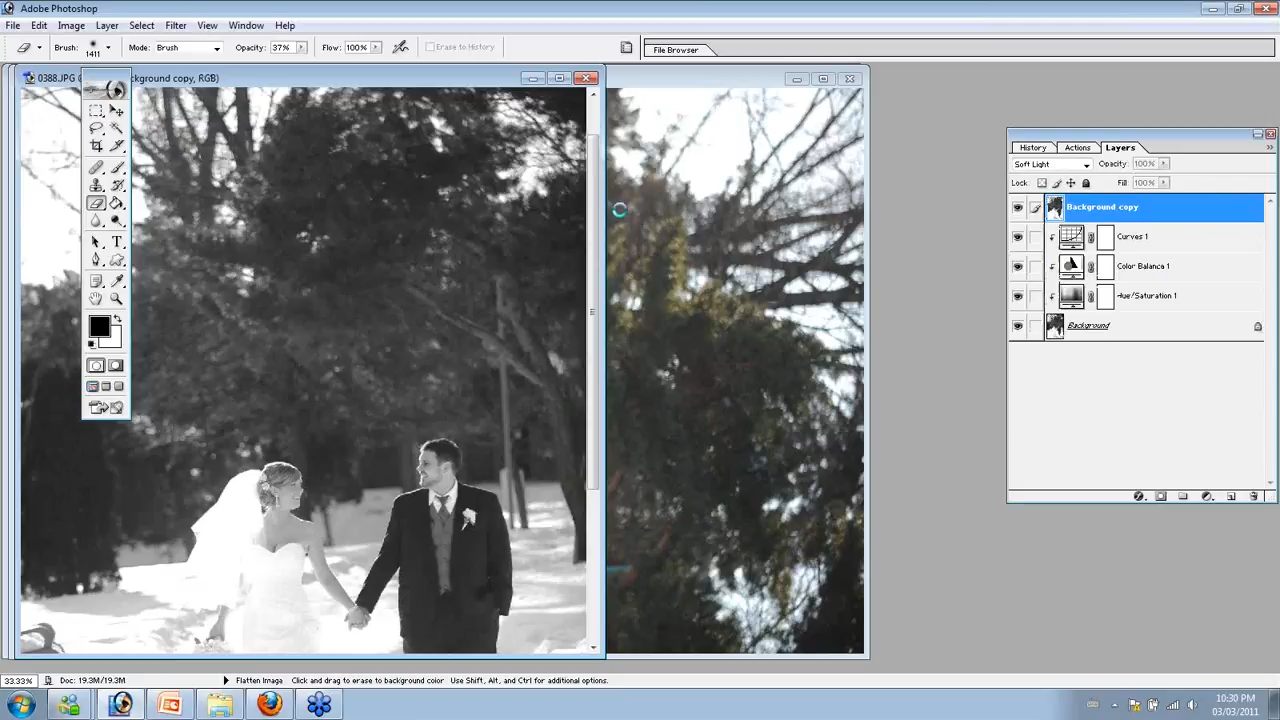 Adobe Photoshop
File Edit Image Layer Select Filter View Window Help
Brush: 1411 Mode: Brush Opacity: 37% Flow: 100% Erase to History File Browser
0388.JPG ckground copy, RGB)
History Actions Layers
Soft Light Opacity: 100%
Lock: Fill: 100%
Background copy
Curves 1
Color Balance 1
Hue/Saturation 1
Background
33.33% Doc: 19.3M/19.3M Flatten Image Click and drag to erase to background color. Use Shift, Alt, and Ctrl for additional options.
10:30 PM
03/03/2011